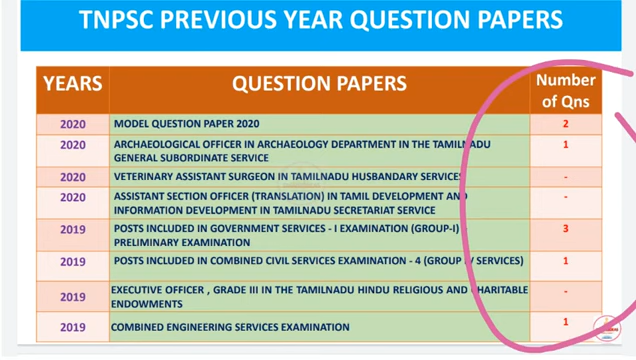 TNPSC PREVIOUS YEAR QUESTION PAPERS
YEARS QUESTION PAPERS Number of Qns
2020 MODEL QUESTION PAPER 2020 2
2020 ARCHAEOLOGICAL OFFICER IN ARCHAEOLOGY DEPARTMENT IN THE TAMILNADU 1
GENERAL SUBORDINATE SERVICE
2020 VETERINARY ASSISTANT SURGEON IN TAMILNADU HUSBANDARY SERVICES -
2020 ASSISTANT SECTION OFFICER (TRANSLATION) IN TAMIL DEVELOPMENT AND -
INFORMATION DEVELOPMENT IN TAMILNADU SECRETARIAT SERVICE
2019 POSTS INCLUDED IN GOVERNMENT SERVICES - I EXAMINATION (GROUP-I) - 3
PRELIMINARY EXAMINATION
2019 POSTS INCLUDED IN COMBINED CIVIL SERVICES EXAMINATION - 4 (GROUP IV SERVICES) 1
2019 EXECUTIVE OFFICER , GRADE III IN THE TAMILNADU HINDU RELIGIOUS AND CHARITABLE -
ENDOWMENTS
2019 COMBINED ENGINEERING SERVICES EXAMINATION 1